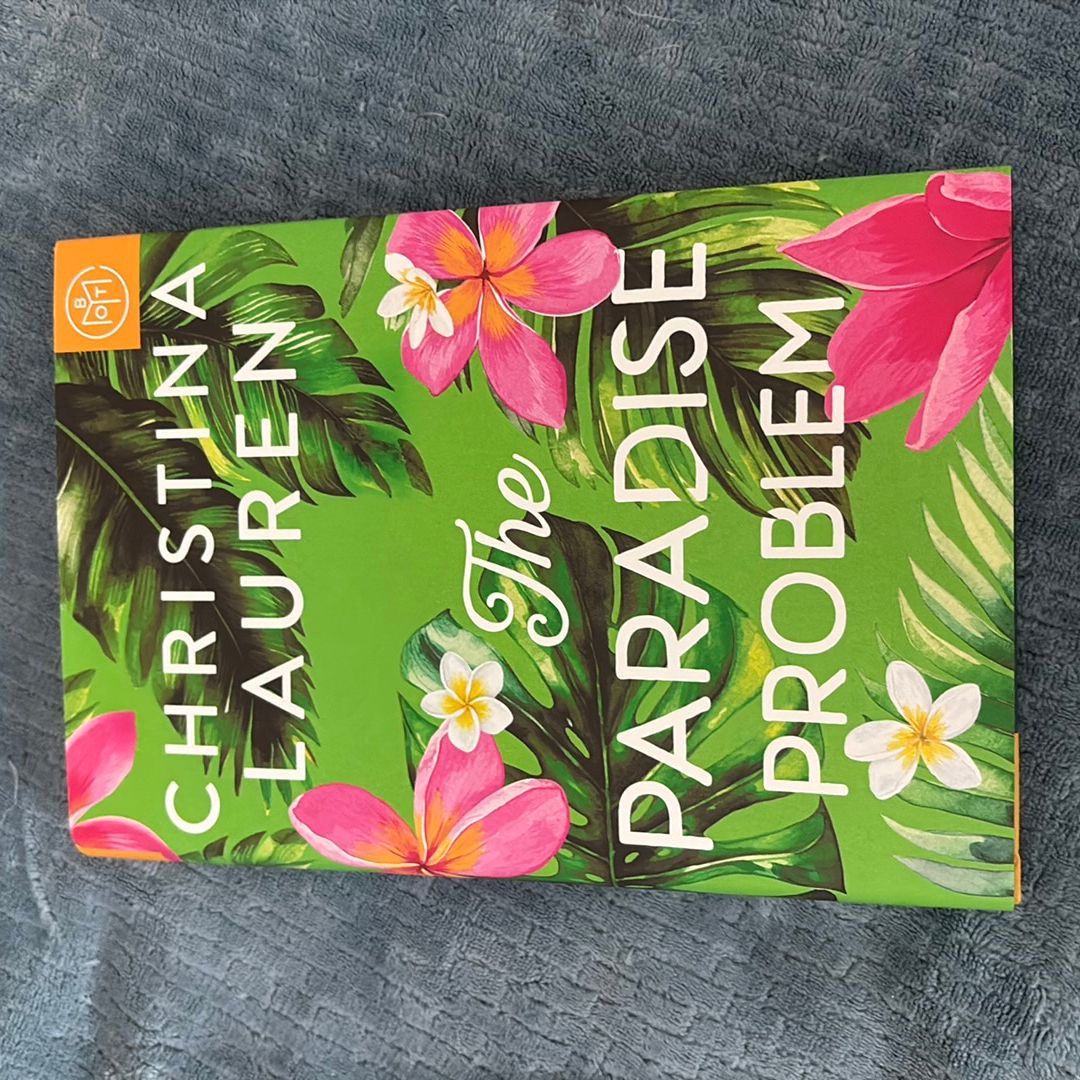 BOTM
CHRISTINA
LAUREN
The
PARADISE
PROBLEM